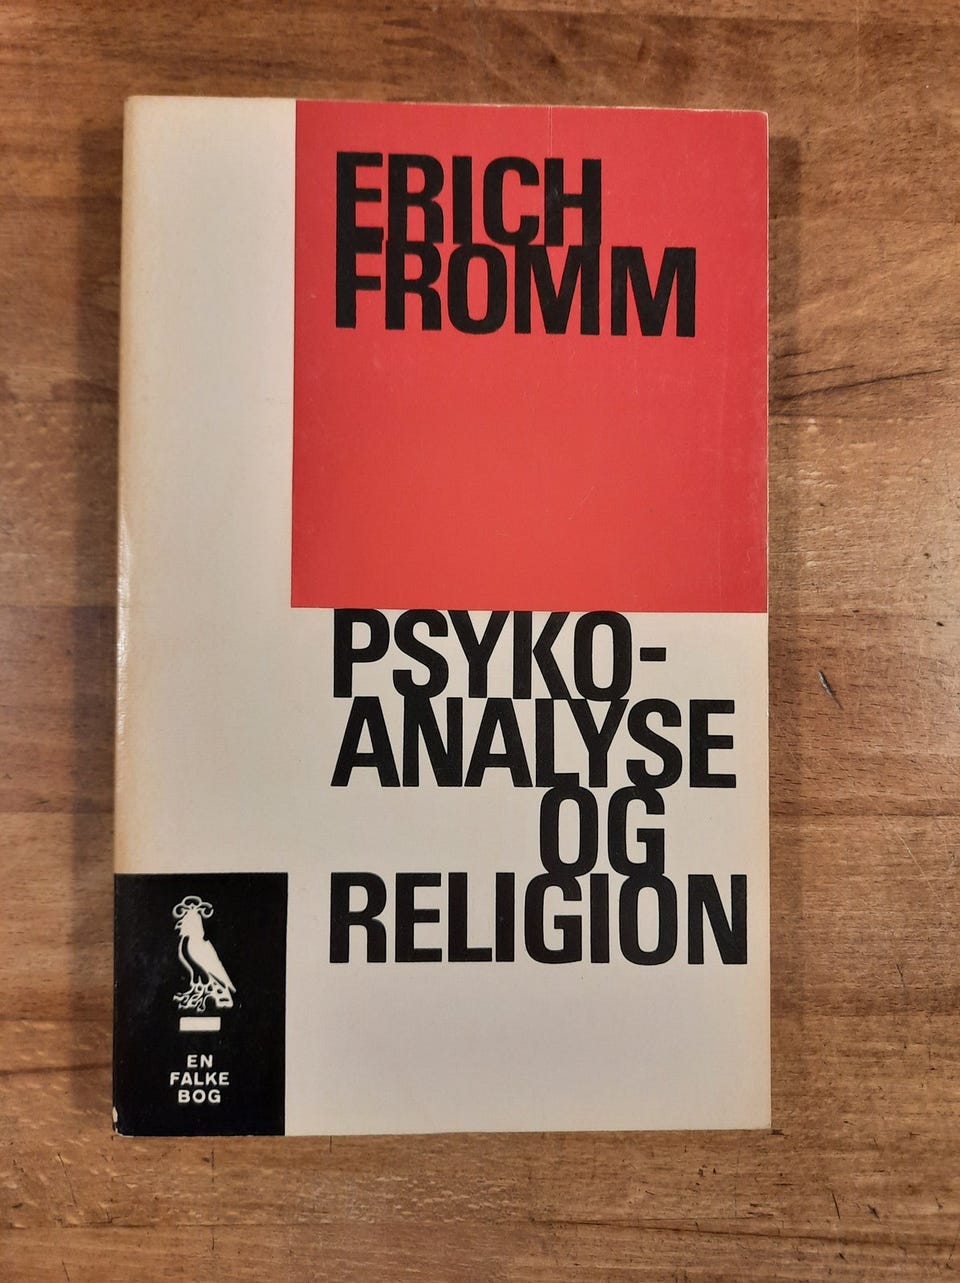 ERICH
FROMM
PSYKO-
ANALYSE
OG
RELIGION
EN
FALKE
BOG